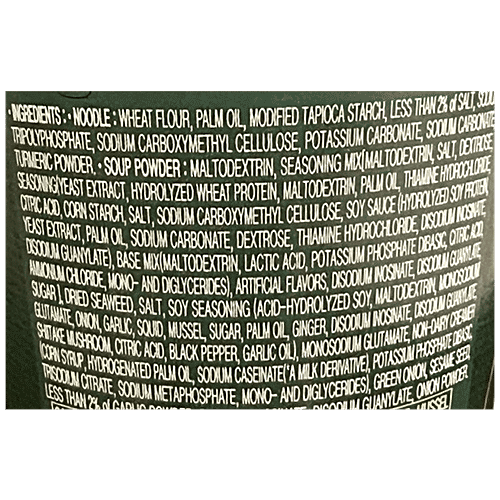 • INGREDIENTS: • NOODLE : WHEAT FLOUR, PALM OIL, MODIFIED TAPIOCA STARCH, LESS THAN 2% of SALT, SODIUM
TRIPOLYPHOSPHATE, SODIUM CARBOXYMETHYL CELLULOSE, POTASSIUM CARBONATE, SODIUM CARBONATE,
TURMERIC POWDER. • SOUP POWDER : MALTODEXTRIN, SEASONING MIX(MALTODEXTRIN, SALT, DEXTROSE,
SEASONING(YEAST EXTRACT, HYDROLYZED WHEAT PROTEIN, MALTODEXTRIN, PALM OIL, THIAMINE HYDROCHLORIDE,
CITRIC ACID, CORN STARCH, SALT, SODIUM CARBOXYMETHYL CELLULOSE, SOY SAUCE (HYDROLYZED SOY PROTEIN,
YEAST EXTRACT, PALM OIL, SODIUM CARBONATE, DEXTROSE, THIAMINE HYDROCHLORIDE, DISODIUM INOSINATE,
DISODIUM GUANYLATE), BASE MIX(MALTODEXTRIN, LACTIC ACID, POTASSIUM PHOSPHATE DIBASIC, CITRIC ACID,
AMMONIUM CHLORIDE, MONO- AND DIGLYCERIDES), ARTIFICIAL FLAVORS, DISODIUM INOSINATE, DISODIUM GUANYLATE,
SUGAR ), DRIED SEAWEED, SALT, SOY SEASONING (ACID-HYDROLYZED SOY, MALTODEXTRIN, MONOSODIUM
GLUTAMATE, ONION, GARLIC, SQUID, MUSSEL, SUGAR, PALM OIL, GINGER, DISODIUM INOSINATE, DISODIUM GUANYLATE,
SHIITAKE MUSHROOM, CITRIC ACID, BLACK PEPPER, GARLIC OIL), MONOSODIUM GLUTAMATE, NON-DAIRY CREAMER
CORN SYRUP, HYDROGENATED PALM OIL, SODIUM CASEINATE(*A MILK DERIVATIVE), POTASSIUM PHOSPHATE DIBASIC,
TRISODIUM CITRATE, SODIUM METAPHOSPHATE, MONO- AND DIGLYCERIDES), GREEN ONION, SESAME SEED,
LESS THAN 2% of GARLIC POWDER, DISODIUM GUANYLATE, ONION POWDER,
MUSSEL